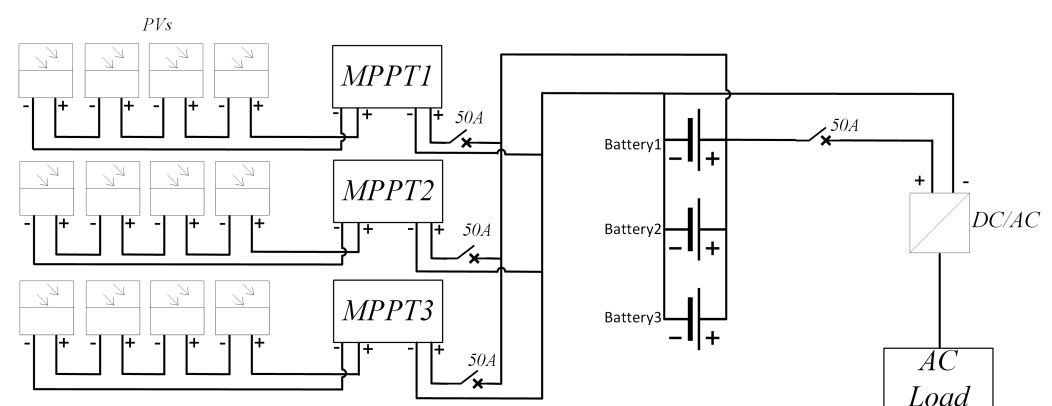 PVs
- + - + - + - +
MPPT1
- + - +
50A
Battery1
- +
50A
+ -
DC/AC
- + - + - + - +
MPPT2
- + - +
50A
Battery2
- +
- + - + - + - +
MPPT3
- + - +
50A
Battery3
- +
AC
Load